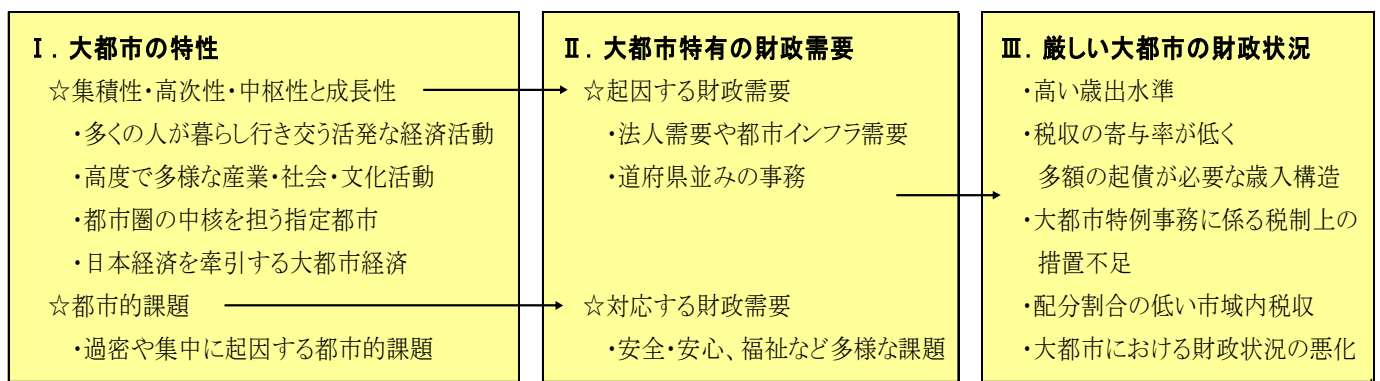 Ⅰ．大都市の特性
☆集積性・高次性・中枢性と成長性
・多くの人が暮らし行き交う活発な経済活動
・高度で多様な産業・社会・文化活動
・都市圏の中核を担う指定都市
・日本経済を牽引する大都市経済
☆都市的課題
・過密や集中に起因する都市的課題
Ⅱ．大都市特有の財政需要
☆起因する財政需要
・法人需要や都市インフラ需要
・道府県並みの事務
☆対応する財政需要
・安全・安心、福祉など多様な課題
Ⅲ．厳しい大都市の財政状況
・高い歳出水準
・税収の寄与率が低く
多額の起債が必要な歳入構造
・大都市特例事務に係る税制上の
措置不足
・配分割合の低い市域内税収
・大都市における財政状況の悪化